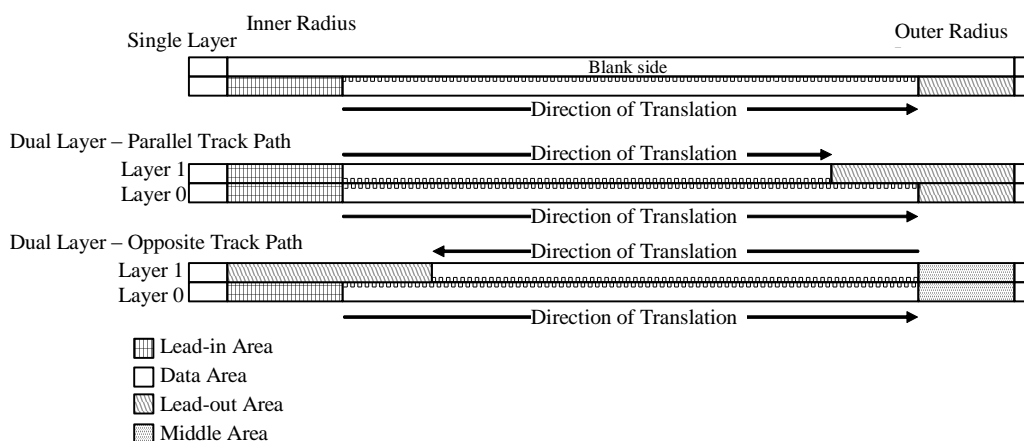 Inner Radius
Outer Radius
Single Layer
Blank side
Direction of Translation
Dual Layer – Parallel Track Path
Direction of Translation
Layer 1
Layer 0
Direction of Translation
Dual Layer – Opposite Track Path
Direction of Translation
Layer 1
Layer 0
Direction of Translation
Lead-in Area
Data Area
Lead-out Area
Middle Area